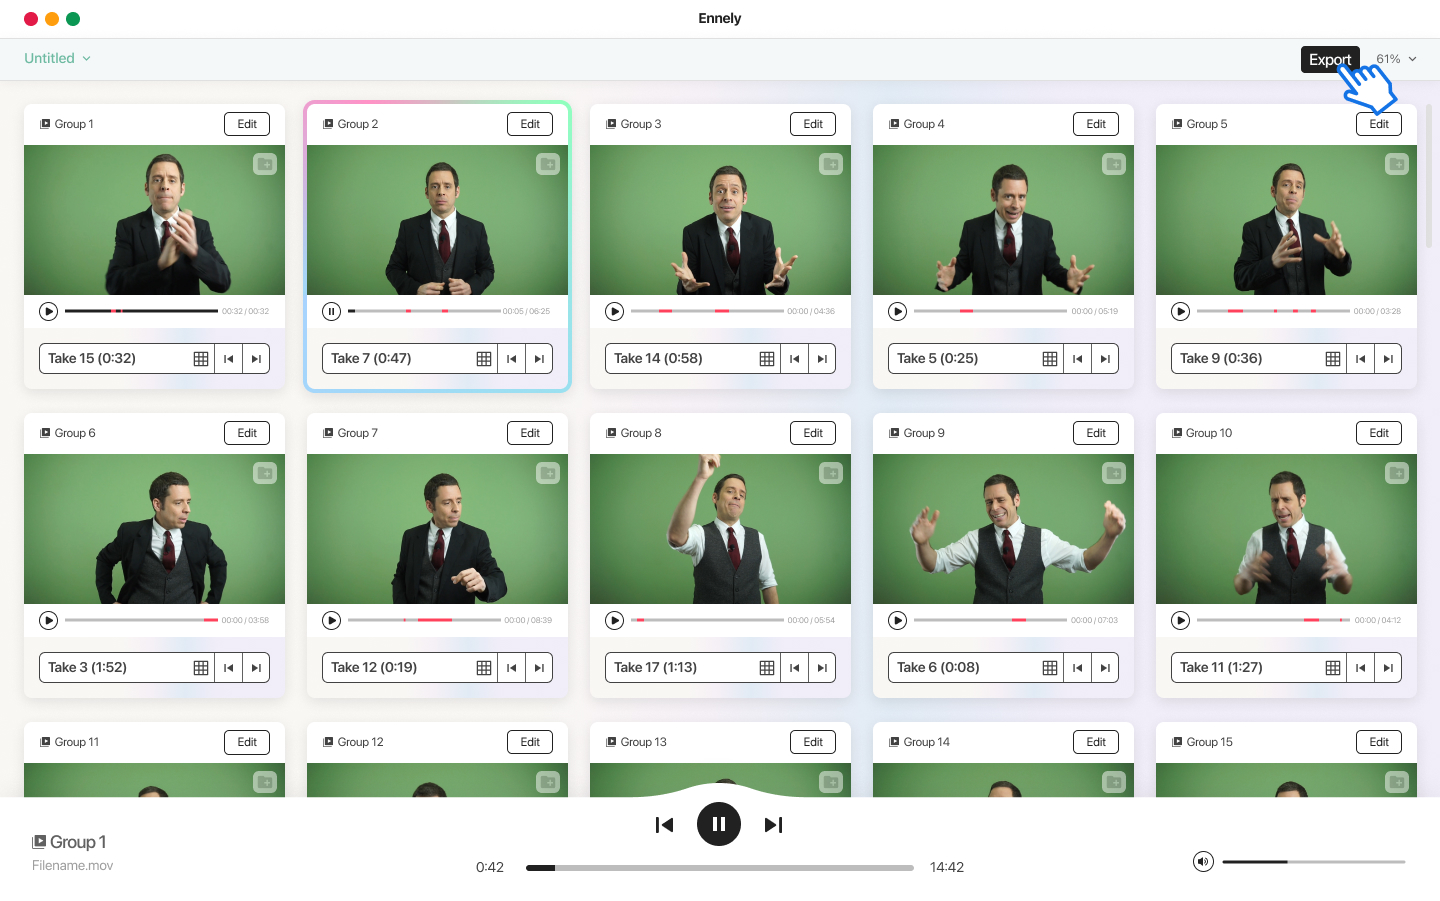 Ennely
Untitled
Export
61%
Group 1
Edit
Group 2
Edit
Group 3
Edit
Group 4
Edit
Group 5
Edit
00:32 / 00:32
00:05 / 06:25
00:00 / 04:36
00:00 / 05:19
00:00 / 03:28
Take 15 (0:32)
Take 7 (0:47)
Take 14 (0:58)
Take 5 (0:25)
Take 9 (0:36)
Group 6
Edit
Group 7
Edit
Group 8
Edit
Group 9
Edit
Group 10
Edit
00:00 / 03:58
00:00 / 08:39
00:00 / 05:54
00:00 / 07:03
00:00 / 04:12
Take 3 (1:52)
Take 12 (0:19)
Take 17 (1:13)
Take 6 (0:08)
Take 11 (1:27)
Group 11
Edit
Group 12
Edit
Group 13
Edit
Group 14
Edit
Group 15
Edit
Group 1
Filename.mov
0:42
14:42